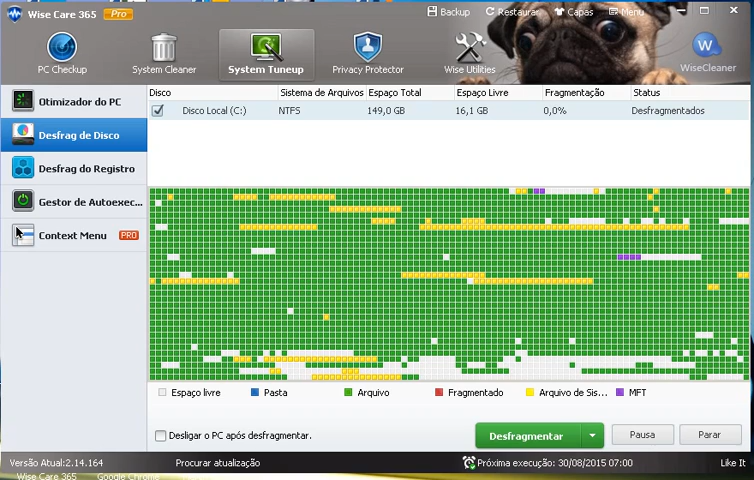 Wise Care 365 Pro
Backup Restaurar Capas Menu
PC Checkup System Cleaner System Tuneup Privacy Protector Wise Utilities WiseCleaner
Otimizador do PC
Desfrag de Disco
Desfrag do Registro
Gestor de Autoexec...
Context Menu PRO
Disco Sistema de Arquivos Espaço Total Espaço Livre Fragmentação Status
Disco Local (C:) NTFS 149,0 GB 16,1 GB 0,0% Desfragmentados
Espaço livre Pasta Arquivo Fragmentado Arquivo de Sis... MFT
Desligar o PC após desfragmentar. Desfragmentar Pausa Parar
Versão Atual:2.14.164 Procurar atualização Próxima execução: 30/08/2015 07:00 Like It
Wise Care 365 Google Chrome